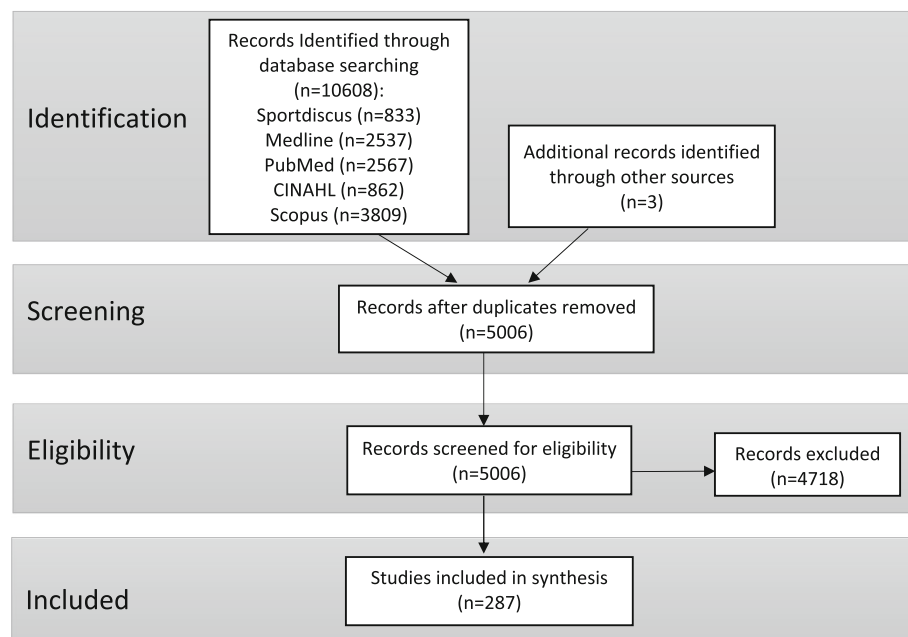 Identification
Records Identified through
database searching
(n=10608):
Sportdiscus (n=833)
Medline (n=2537)
PubMed (n=2567)
CINAHL (n=862)
Scopus (n=3809)
Additional records identified
through other sources
(n=3)
Screening
Records after duplicates removed
(n=5006)
Eligibility
Records screened for eligibility
(n=5006)
Records excluded
(n=4718)
Included
Studies included in synthesis
(n=287)